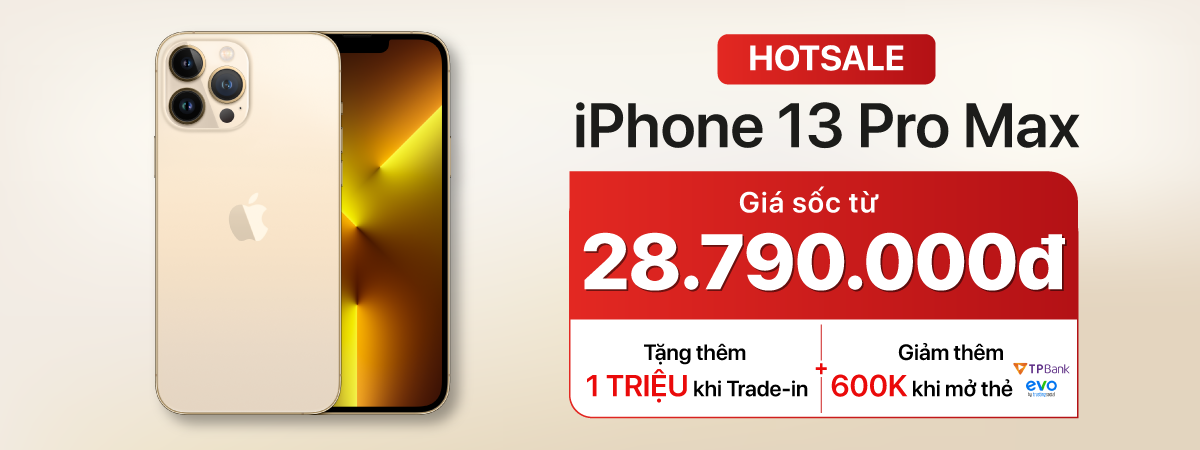 HOTSALE
iPhone 13 Pro Max
Giá sốc từ
28.790.000đ
Tặng thêm
1 TRIỆU khi Trade-in
+
Giảm thêm
600K khi mở thẻ
TPBank
evo